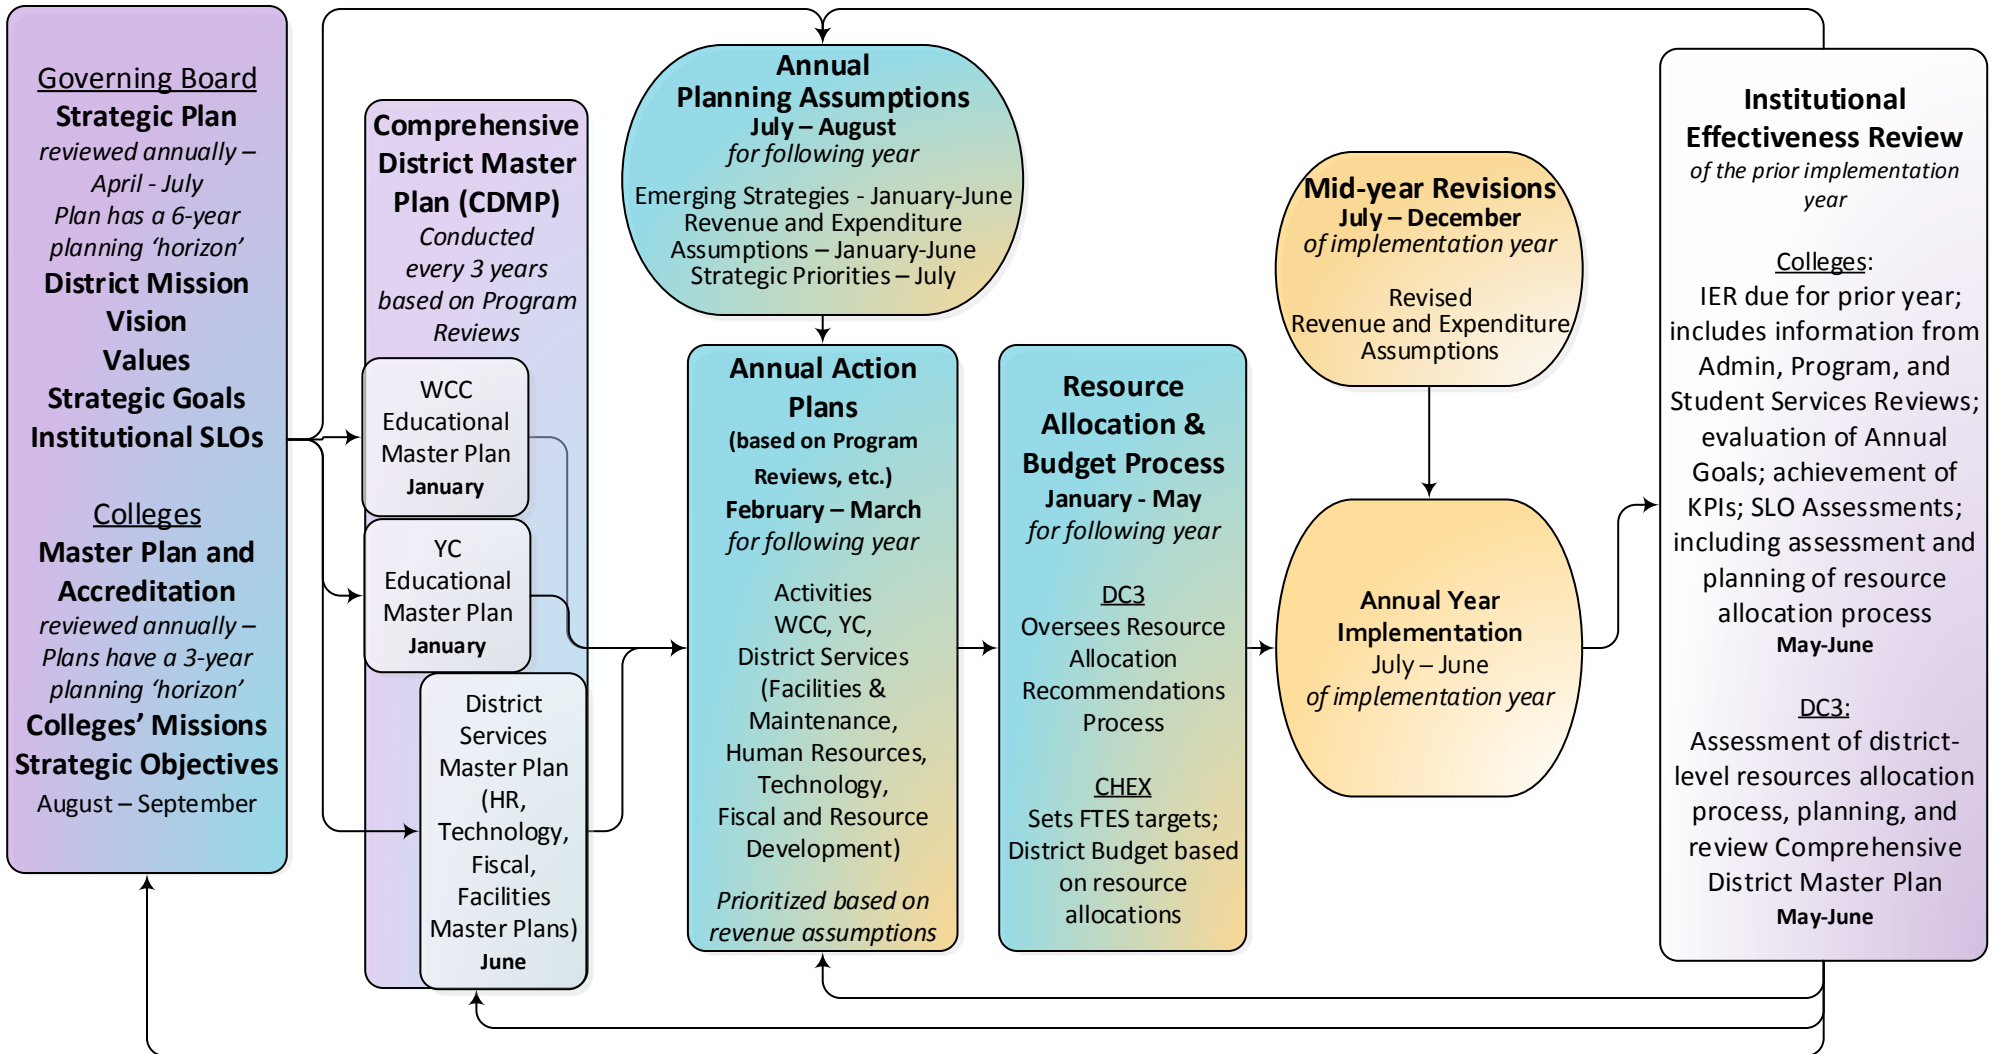 Governing Board
Strategic Plan
reviewed annually –
April - July
Plan has a 6-year
planning ‘horizon’
District Mission
Vision
Values
Strategic Goals
Institutional SLOs
Colleges
Master Plan and
Accreditation
reviewed annually –
Plans have a 3-year
planning ‘horizon’
Colleges’ Missions
Strategic Objectives
August – September
Comprehensive
District Master
Plan (CDMP)
Conducted
every 3 years
based on Program
Reviews
WCC
Educational
Master Plan
January
YC
Educational
Master Plan
January
District
Services
Master Plan
(HR,
Technology,
Fiscal,
Facilities
Master Plans)
June
Annual
Planning Assumptions
July – August
for following year
Emerging Strategies - January-June
Revenue and Expenditure
Assumptions – January-June
Strategic Priorities – July
Annual Action
Plans
(based on Program
Reviews, etc.)
February – March
for following year
Activities
WCC, YC,
District Services
(Facilities &
Maintenance,
Human Resources,
Technology,
Fiscal and Resource
Development)
Prioritized based on
revenue assumptions
Resource
Allocation &
Budget Process
January - May
for following year
DC3
Oversees Resource
Allocation
Recommendations
Process
CHEX
Sets FTES targets;
District Budget based
on resource
allocations
Mid-year Revisions
July – December
of implementation year
Revised
Revenue and Expenditure
Assumptions
Annual Year
Implementation
July – June
of implementation year
Institutional
Effectiveness Review
of the prior implementation
year
Colleges:
IER due for prior year;
includes information from
Admin, Program, and
Student Services Reviews;
evaluation of Annual
Goals; achievement of
KPIs; SLO Assessments;
including assessment and
planning of resource
allocation process
May-June
DC3:
Assessment of district-
level resources allocation
process, planning, and
review Comprehensive
District Master Plan
May-June